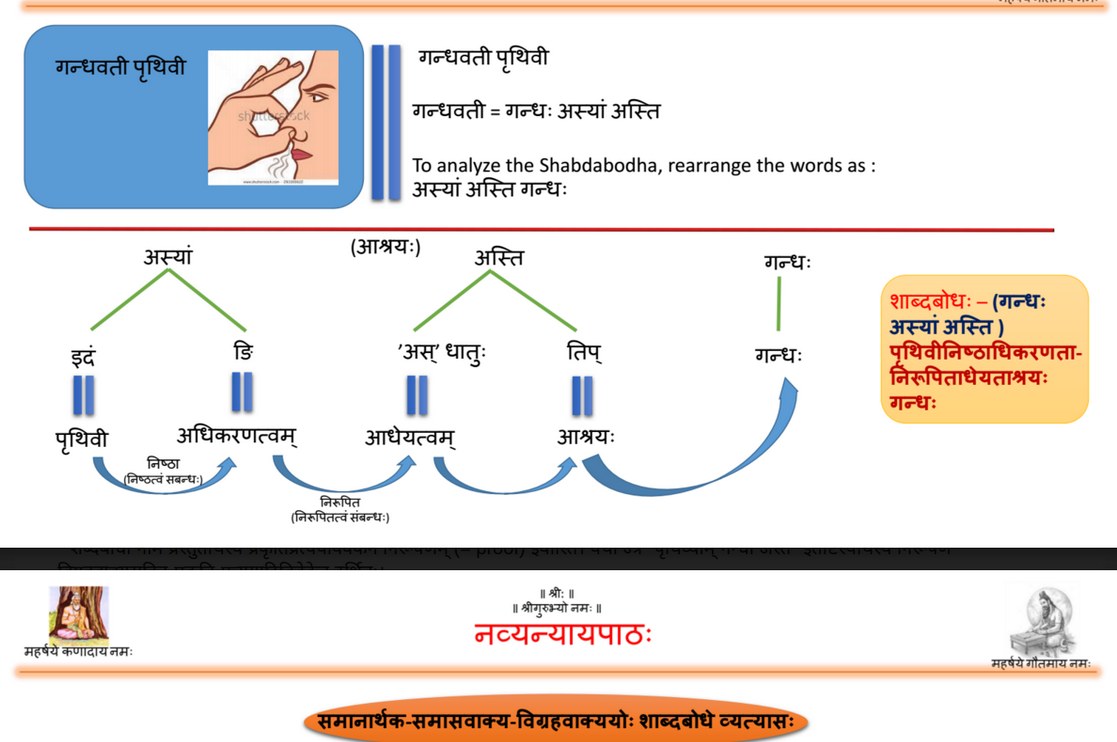 गन्धवती पृथिवी
shutterstock
गन्धवती पृथिवी
गन्धवती = गन्धः अस्यां अस्ति
To analyze the Shabdabodha, rearrange the words as :
अस्यां अस्ति गन्धः
अस्यां
(आश्रयः)
अस्ति
गन्धः
इदं
ङि
'अस्' धातुः
तिप्
गन्धः
पृथिवी
अधिकरणत्वम्
आधेयत्वम्
आश्रयः
निष्ठा
(निष्ठत्वं सबन्धः)
निरूपित
(निरूपितत्वं संबन्धः)
शाब्दबोधः – (गन्धः
अस्यां अस्ति )
पृथिवीनिष्ठाधिकरणता-
निरूपिताधेयताश्रयः
गन्धः
॥ श्रीः ॥
॥ श्रीगुरुभ्यो नमः ॥
नव्यन्यायपाठः
महर्षये कणादाय नमः
महर्षये गौतमाय नमः
समानार्थक-समासवाक्य-विग्रहवाक्ययोः शाब्दबोधे व्यत्यासः